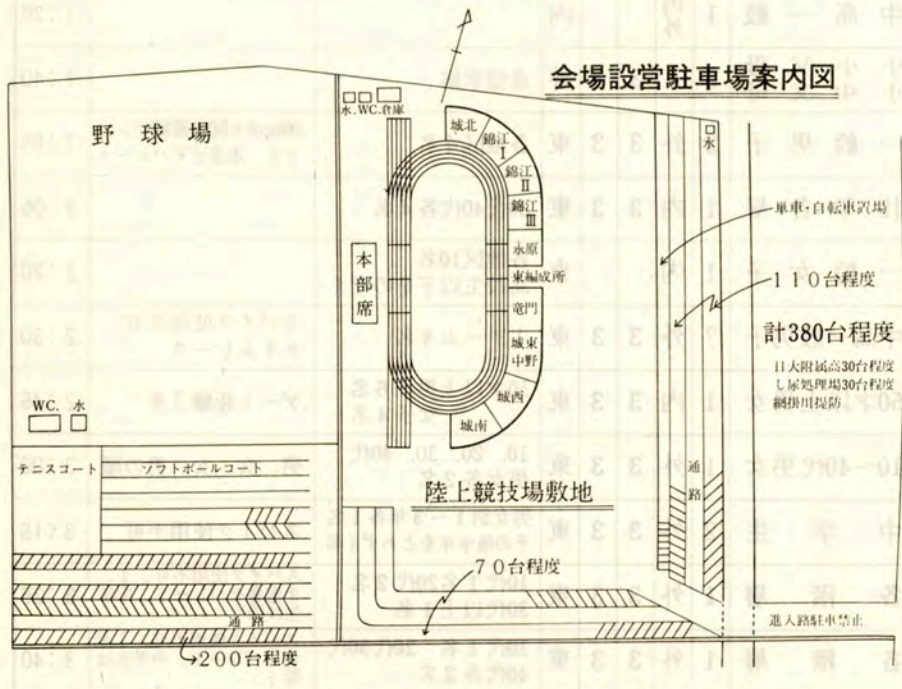 会場設営駐車場案内図
野球場
水.WC.倉庫
城北
錦江Ⅰ
錦江Ⅱ
錦江Ⅲ
永原
東編成所
竜門
城東中野
城西
城南
本部席
水
単車・自転車置場
110台程度
計380台程度
日大附属高30台程度
し尿処理場30台程度
網掛川堤防
WC. 水
テニスコート
ソフトボールコート
陸上競技場敷地
通路
70台程度
通路
進入路駐車禁止
200台程度